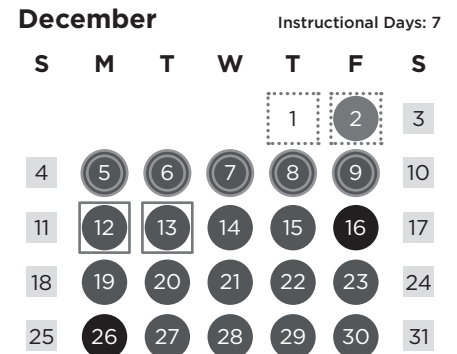 December Instructional Days: 7
S M T W T F S
1 2 3
4 5 6 7 8 9 10
11 12 13 14 15 16 17
18 19 20 21 22 23 24
25 26 27 28 29 30 31